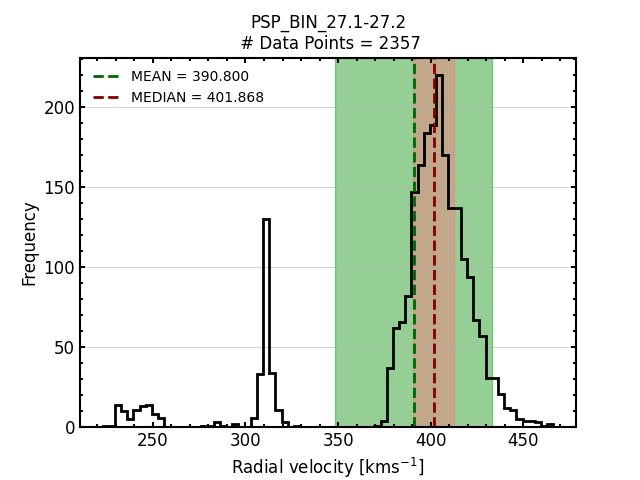 PSP_BIN_27.1-27.2
# Data Points = 2357
MEAN = 390.800
MEDIAN = 401.868
Frequency
200
150
100
50
0
250 300 350 400 450
Radial velocity [kms⁻¹]